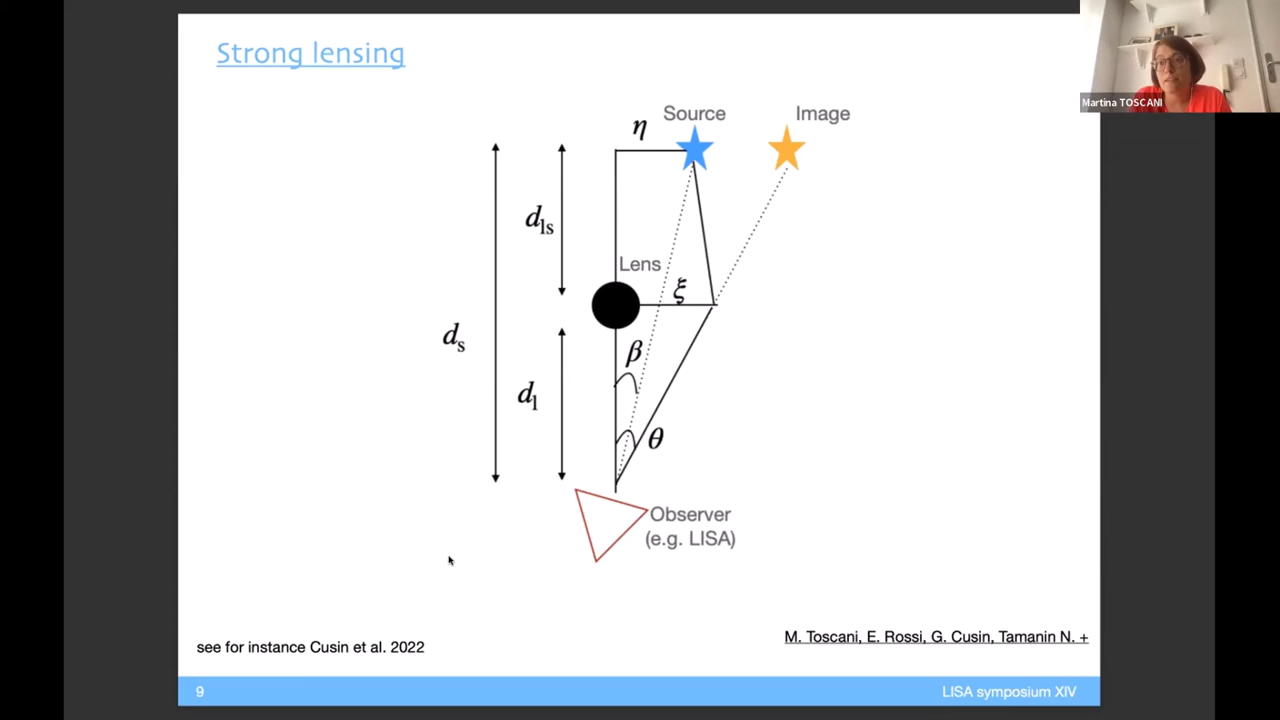 Strong lensing
Martina TOSCANI
Source
Image
η
d_ls
Lens
ξ
d_s
β
d_l
θ
Observer
(e.g. LISA)
see for instance Cusin et al. 2022
M. Toscani, E. Rossi, G. Cusin, Tamanin N. +
9
LISA symposium XIV